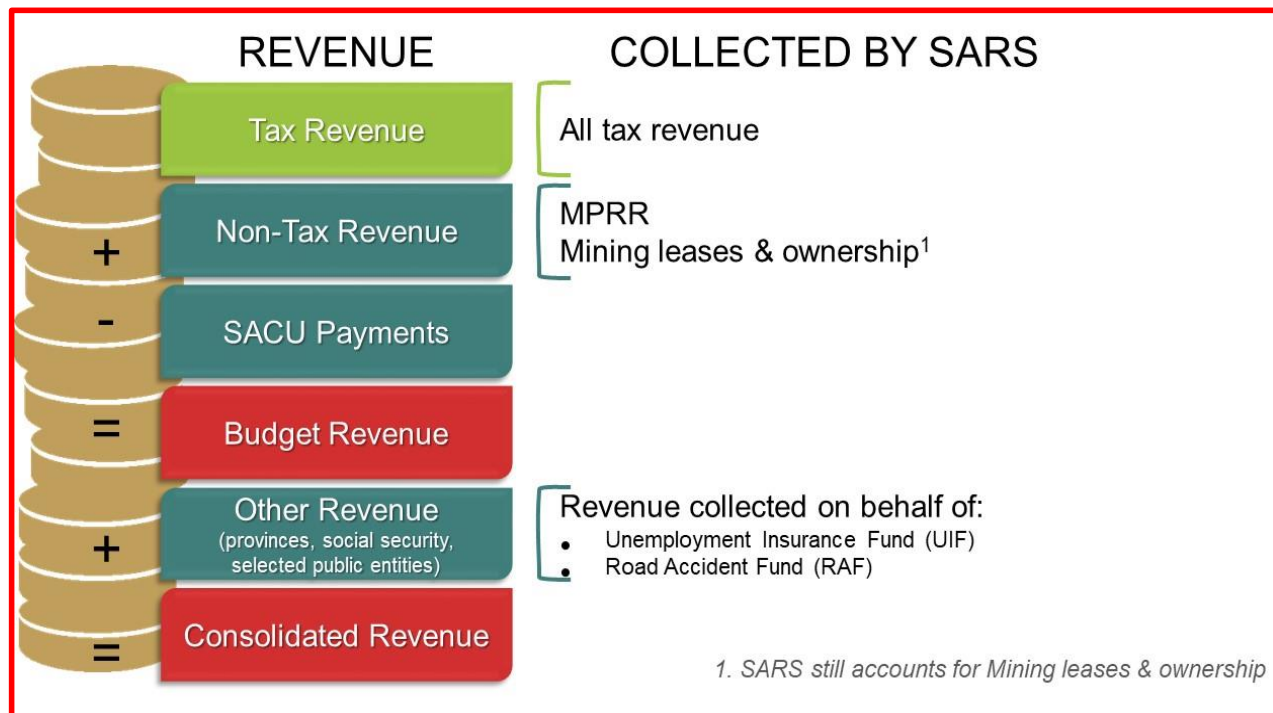 REVENUE
COLLECTED BY SARS
Tax Revenue
All tax revenue
+
Non-Tax Revenue
MPRR
Mining leases & ownership¹
-
SACU Payments
=
Budget Revenue
+
Other Revenue
(provinces, social security,
selected public entities)
Revenue collected on behalf of:
• Unemployment Insurance Fund (UIF)
• Road Accident Fund (RAF)
=
Consolidated Revenue
1. SARS still accounts for Mining leases & ownership